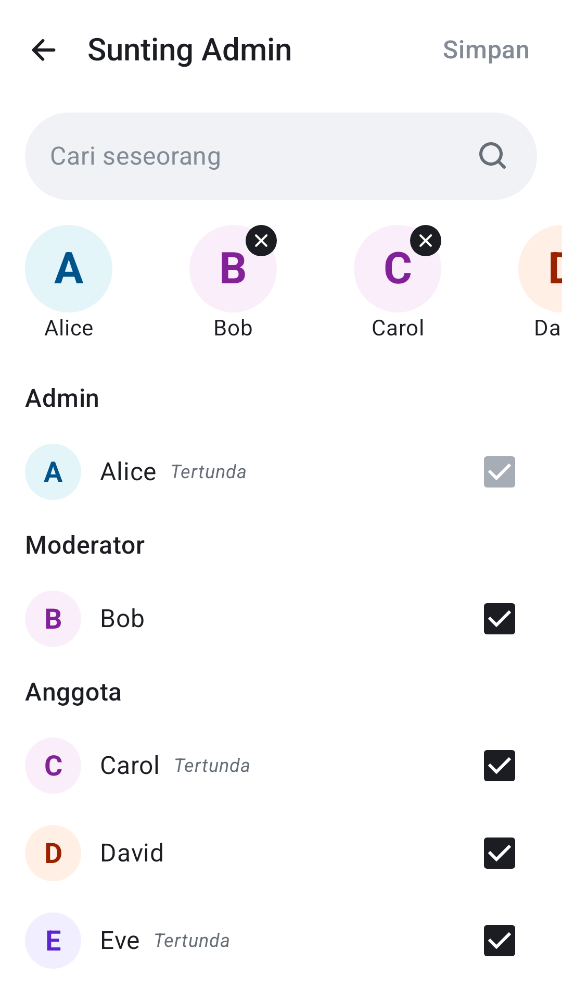 Sunting Admin Simpan
Cari seseorang
A B C D
Alice Bob Carol Da
Admin
A Alice Tertunda
Moderator
B Bob
Anggota
C Carol Tertunda
D David
E Eve Tertunda